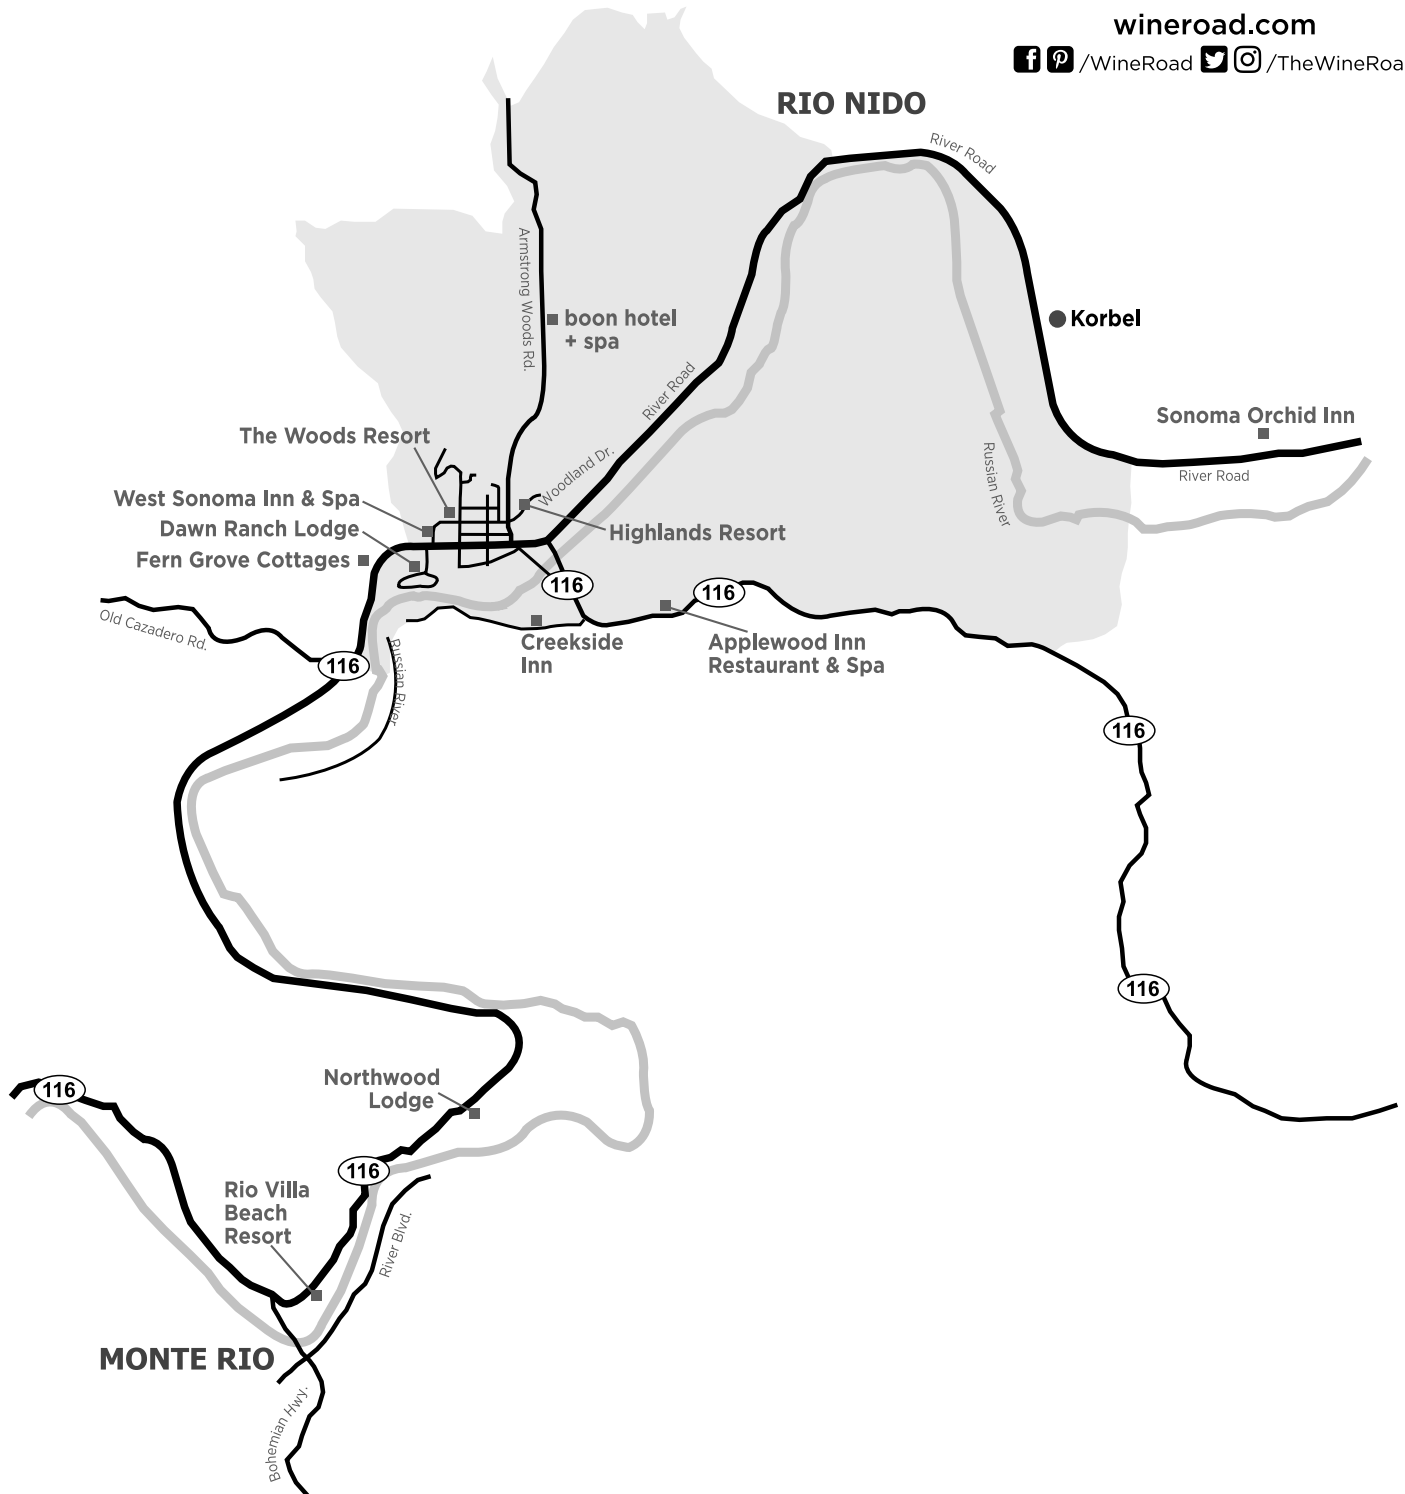 wineroad.com
/WineRoad /TheWineRoa
RIO NIDO
River Road
Armstrong Woods Rd.
boon hotel
+ spa
Korbel
River Road
Sonoma Orchid Inn
River Road
The Woods Resort
Woodland Dr.
Russian River
West Sonoma Inn & Spa
Dawn Ranch Lodge
Highlands Resort
Fern Grove Cottages
116
116
Old Cazadero Rd.
Creekside
Inn
Applewood Inn
Restaurant & Spa
116
Russian River
116
116
Northwood
Lodge
116
116
Rio Villa
Beach
Resort
River Blvd.
MONTE RIO
Bohemian Hwy.